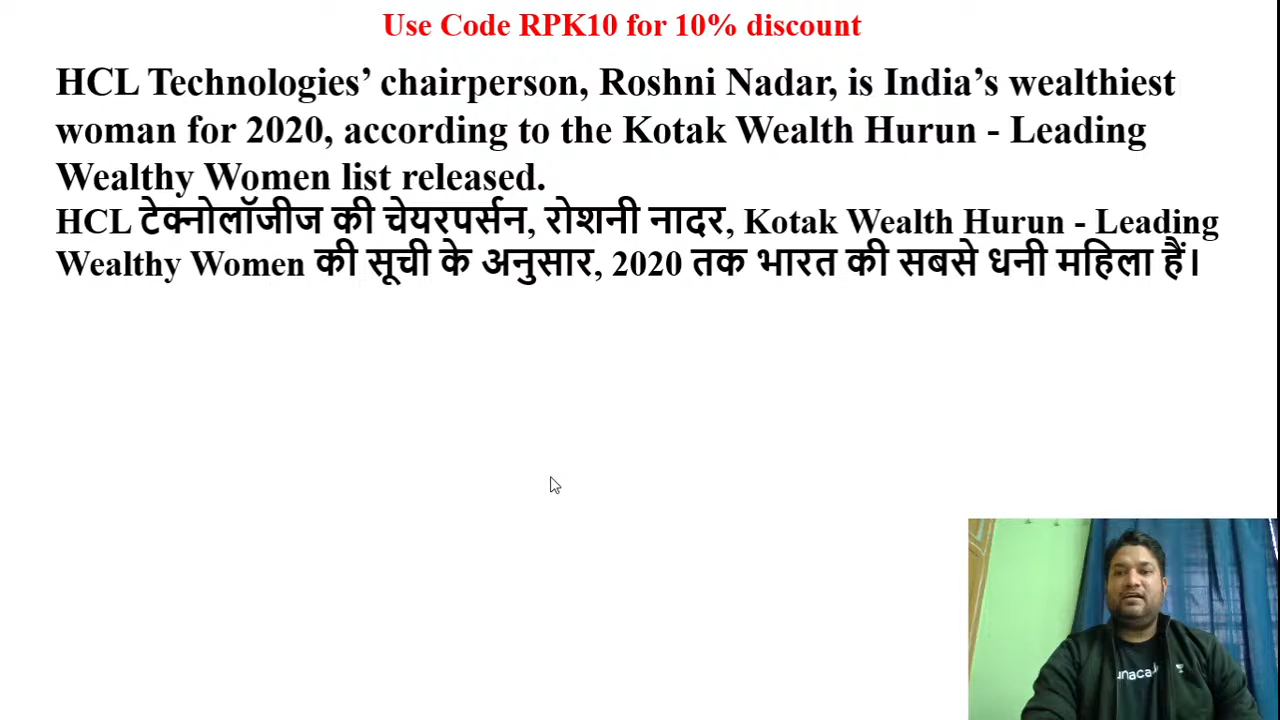 Use Code RPK10 for 10% discount
HCL Technologies’ chairperson, Roshni Nadar, is India’s wealthiest
woman for 2020, according to the Kotak Wealth Hurun - Leading
Wealthy Women list released.
HCL टेक्नोलॉजीज की चेयरपर्सन, रोशनी नादर, Kotak Wealth Hurun - Leading
Wealthy Women की सूची के अनुसार, 2020 तक भारत की सबसे धनी महिला हैं।
unaca